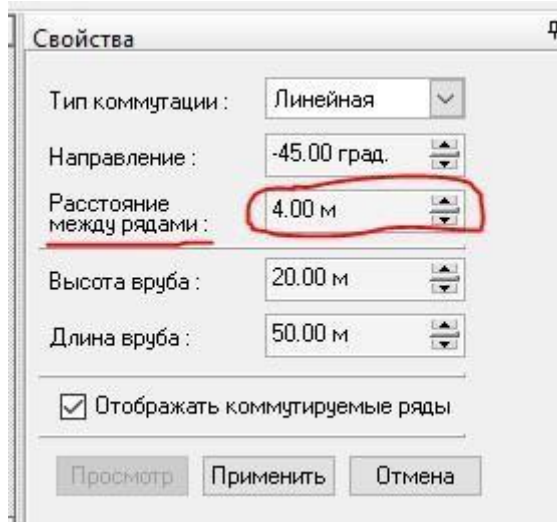 Свойства
Тип коммутации : Линейная
Направление : -45.00 град.
Расстояние
между рядами : 4.00 м
Высота вруба : 20.00 м
Длина вруба : 50.00 м
Отображать коммутируемые ряды
Просмотр Применить Отмена